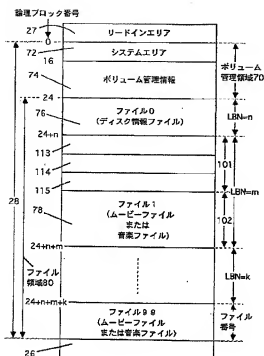 論理ブロック番号
27
リードインエリア
0
72
システムエリア
16
74
ボリューム管理情報
ボリューム
管理領域70
24
76
ファイル0
(ディスク情報ファイル)
LBN=n
24+n
113
114
115
101
LBN=m
28
78
ファイル1
(ムービーファイル
または
音楽ファイル)
102
24+n+m
ファイル
領域80
LBN=k
24+n+m+k
ファイル99
(ムービーファイル
または音楽ファイル)
ファイル
番号
26